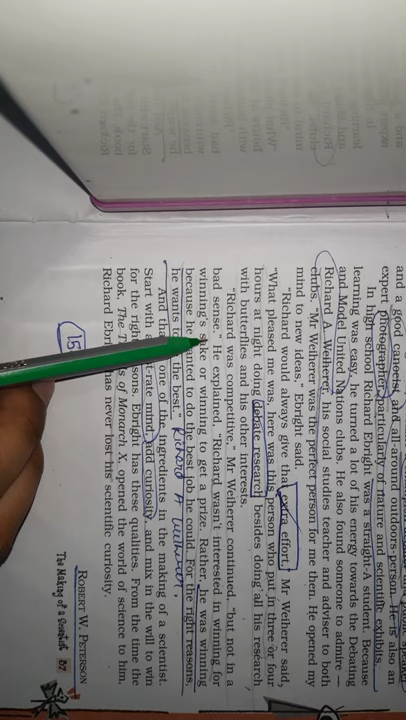 and a good canoeist and all-around outdoors-person. He is also an
expert photographer, particularly of nature and scientific exhibits.
In high school Richard Ebright was a straight-A student. Because
learning was easy, he turned a lot of his energy towards the Debating
and Model United Nations clubs. He also found someone to admire —
Richard A. Weiherer, his social studies teacher and adviser to both
clubs. "Mr Weiherer was the perfect person for me then. He opened my
mind to new ideas," Ebright said.
"Richard would always give that extra effort," Mr Weiherer said,
"What pleased me was, here was this person who put in three or four
hours at night doing debate research besides doing all his research
with butterflies and his other interests.
"Richard was competitive," Mr Weiherer continued, "but not in a
bad sense." He explained, "Richard wasn't interested in winning for
winning's sake or winning to get a prize. Rather, he was winning
because he wanted to do the best job he could. For the right reasons,
he wants to the best." Richard A Weiherer.
And that one of the ingredients in the making of a scientist.
Start with a rate mind, add curiosity, and mix in the will to win
for the right reasons. Ebright has these qualities. From the time the
book, The of Monarch X, opened the world of science to him,
Richard Ebright has never lost his scientific curiosity.
15
ROBERT W. PETERSON
The Making of a Scientist 37